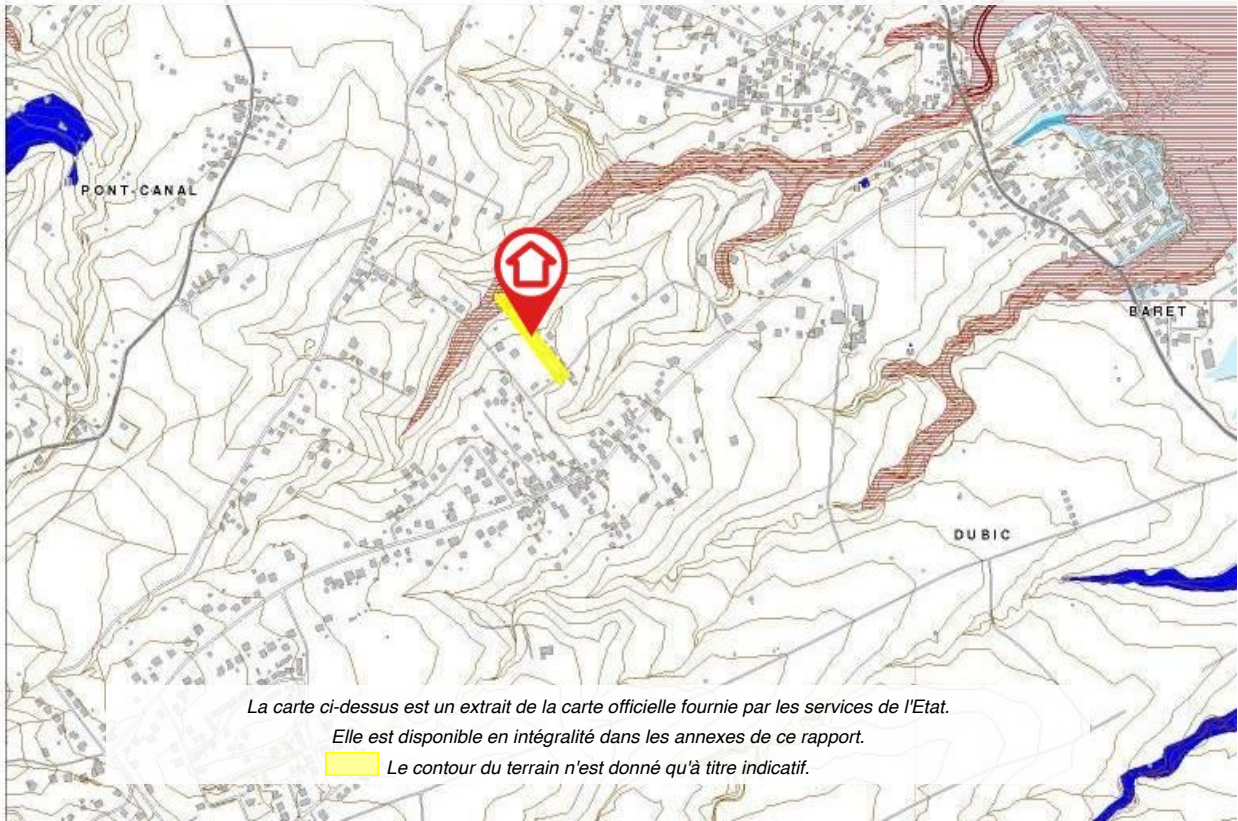 PONT-CANAL
BARET
DUBIC
La carte ci-dessus est un extrait de la carte officielle fournie par les services de l'Etat.
Elle est disponible en intégralité dans les annexes de ce rapport.
Le contour du terrain n'est donné qu'à titre indicatif.